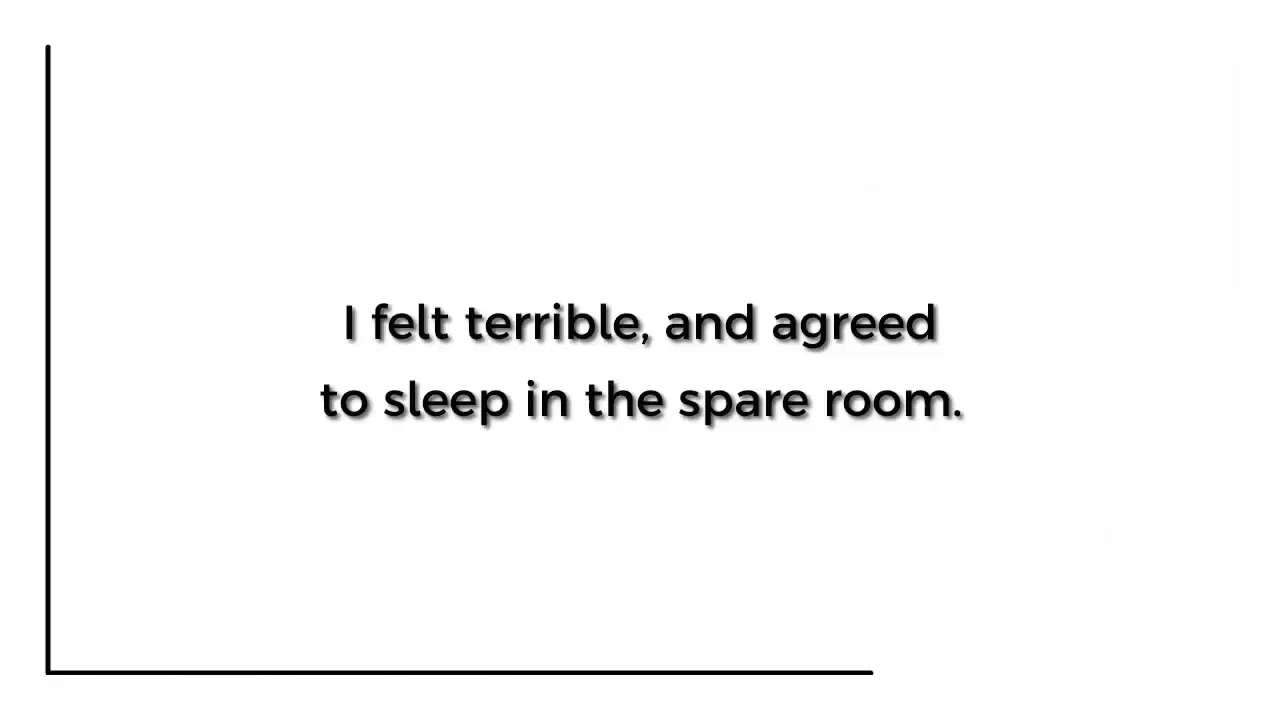 I felt terrible, and agreed
to sleep in the spare room.